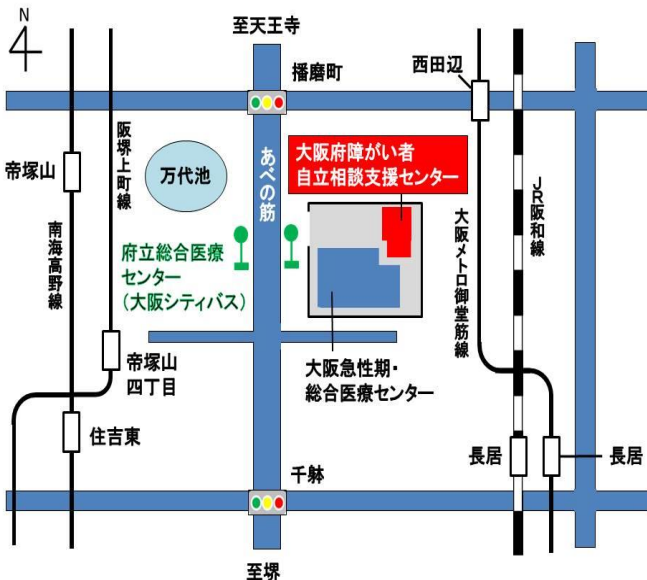 N
至天王寺
播磨町
西田辺
阪堺上町線
帝塚山
万代池
あべの筋
大阪府障がい者
自立相談支援センター
JR阪和線
南海高野線
府立総合医療
センター
（大阪シティバス）
大阪メトロ御堂筋線
帝塚山
四丁目
大阪急性期・
総合医療センター
住吉東
長居
長居
千躰
至堺